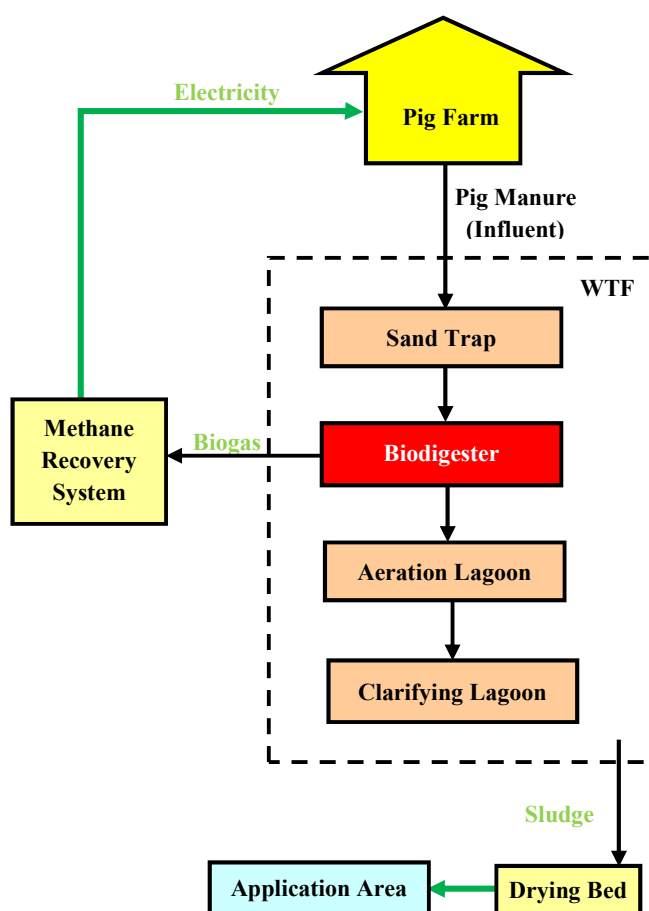 Electricity
Pig Farm
Pig Manure
(Influent)
WTF
Sand Trap
Methane
Recovery
System
Biogas
Biodigester
Aeration Lagoon
Clarifying Lagoon
Sludge
Application Area
Drying Bed